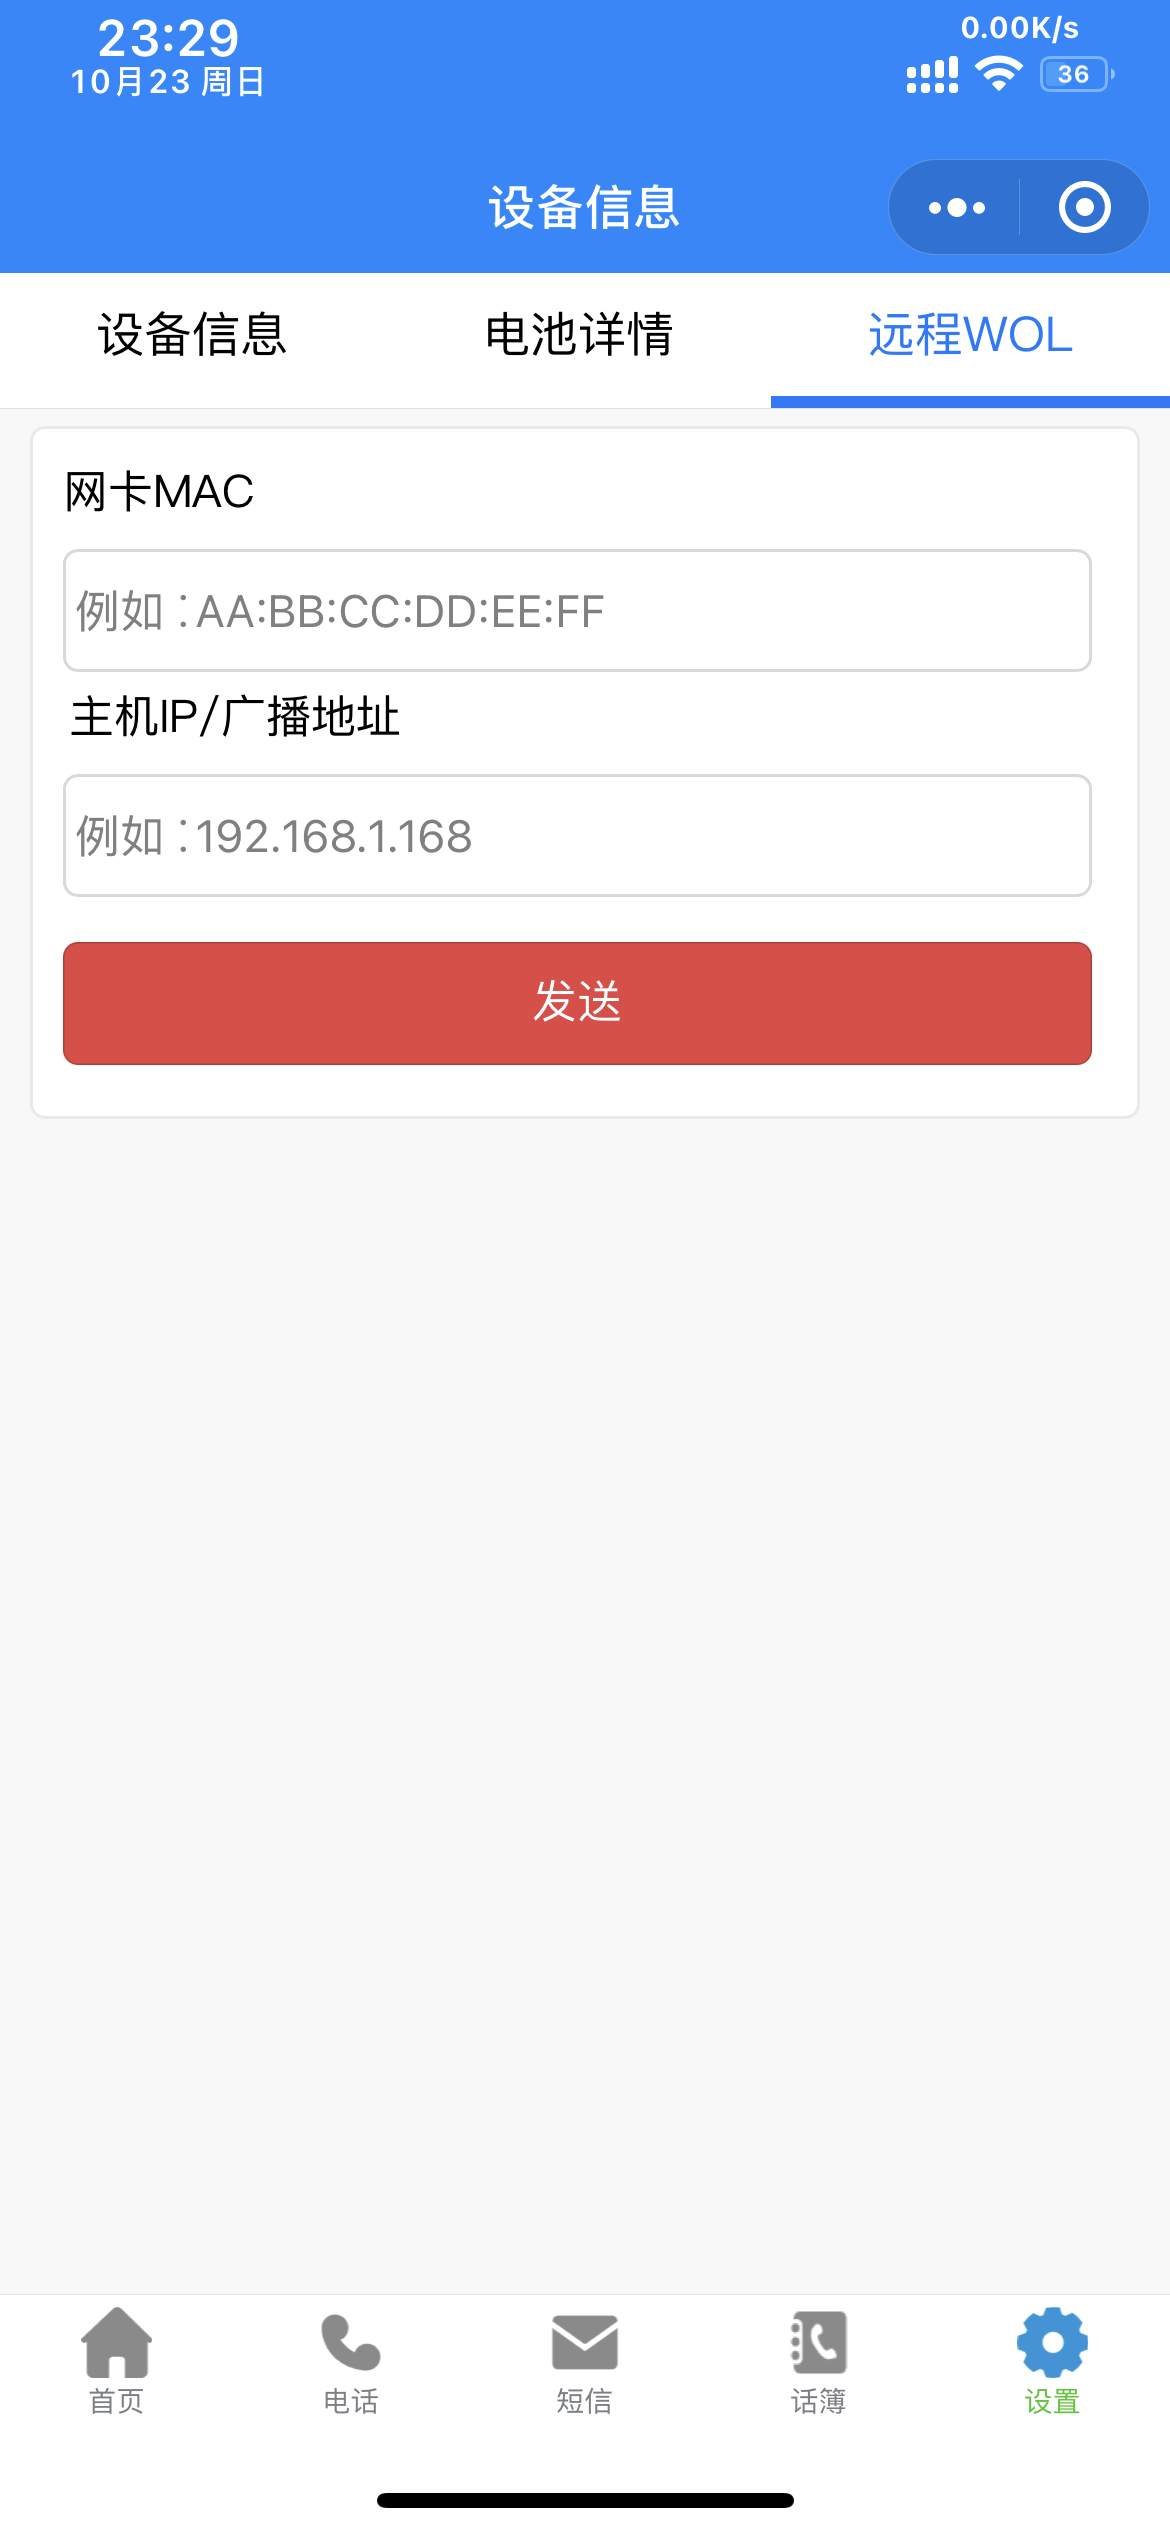 23:29
10月23 周日
0.00K/s
36
设备信息
设备信息
电池详情
远程WOL
网卡MAC
例如：AA:BB:CC:DD:EE:FF
主机IP/广播地址
例如：192.168.1.168
发送
首页
电话
短信
话簿
设置